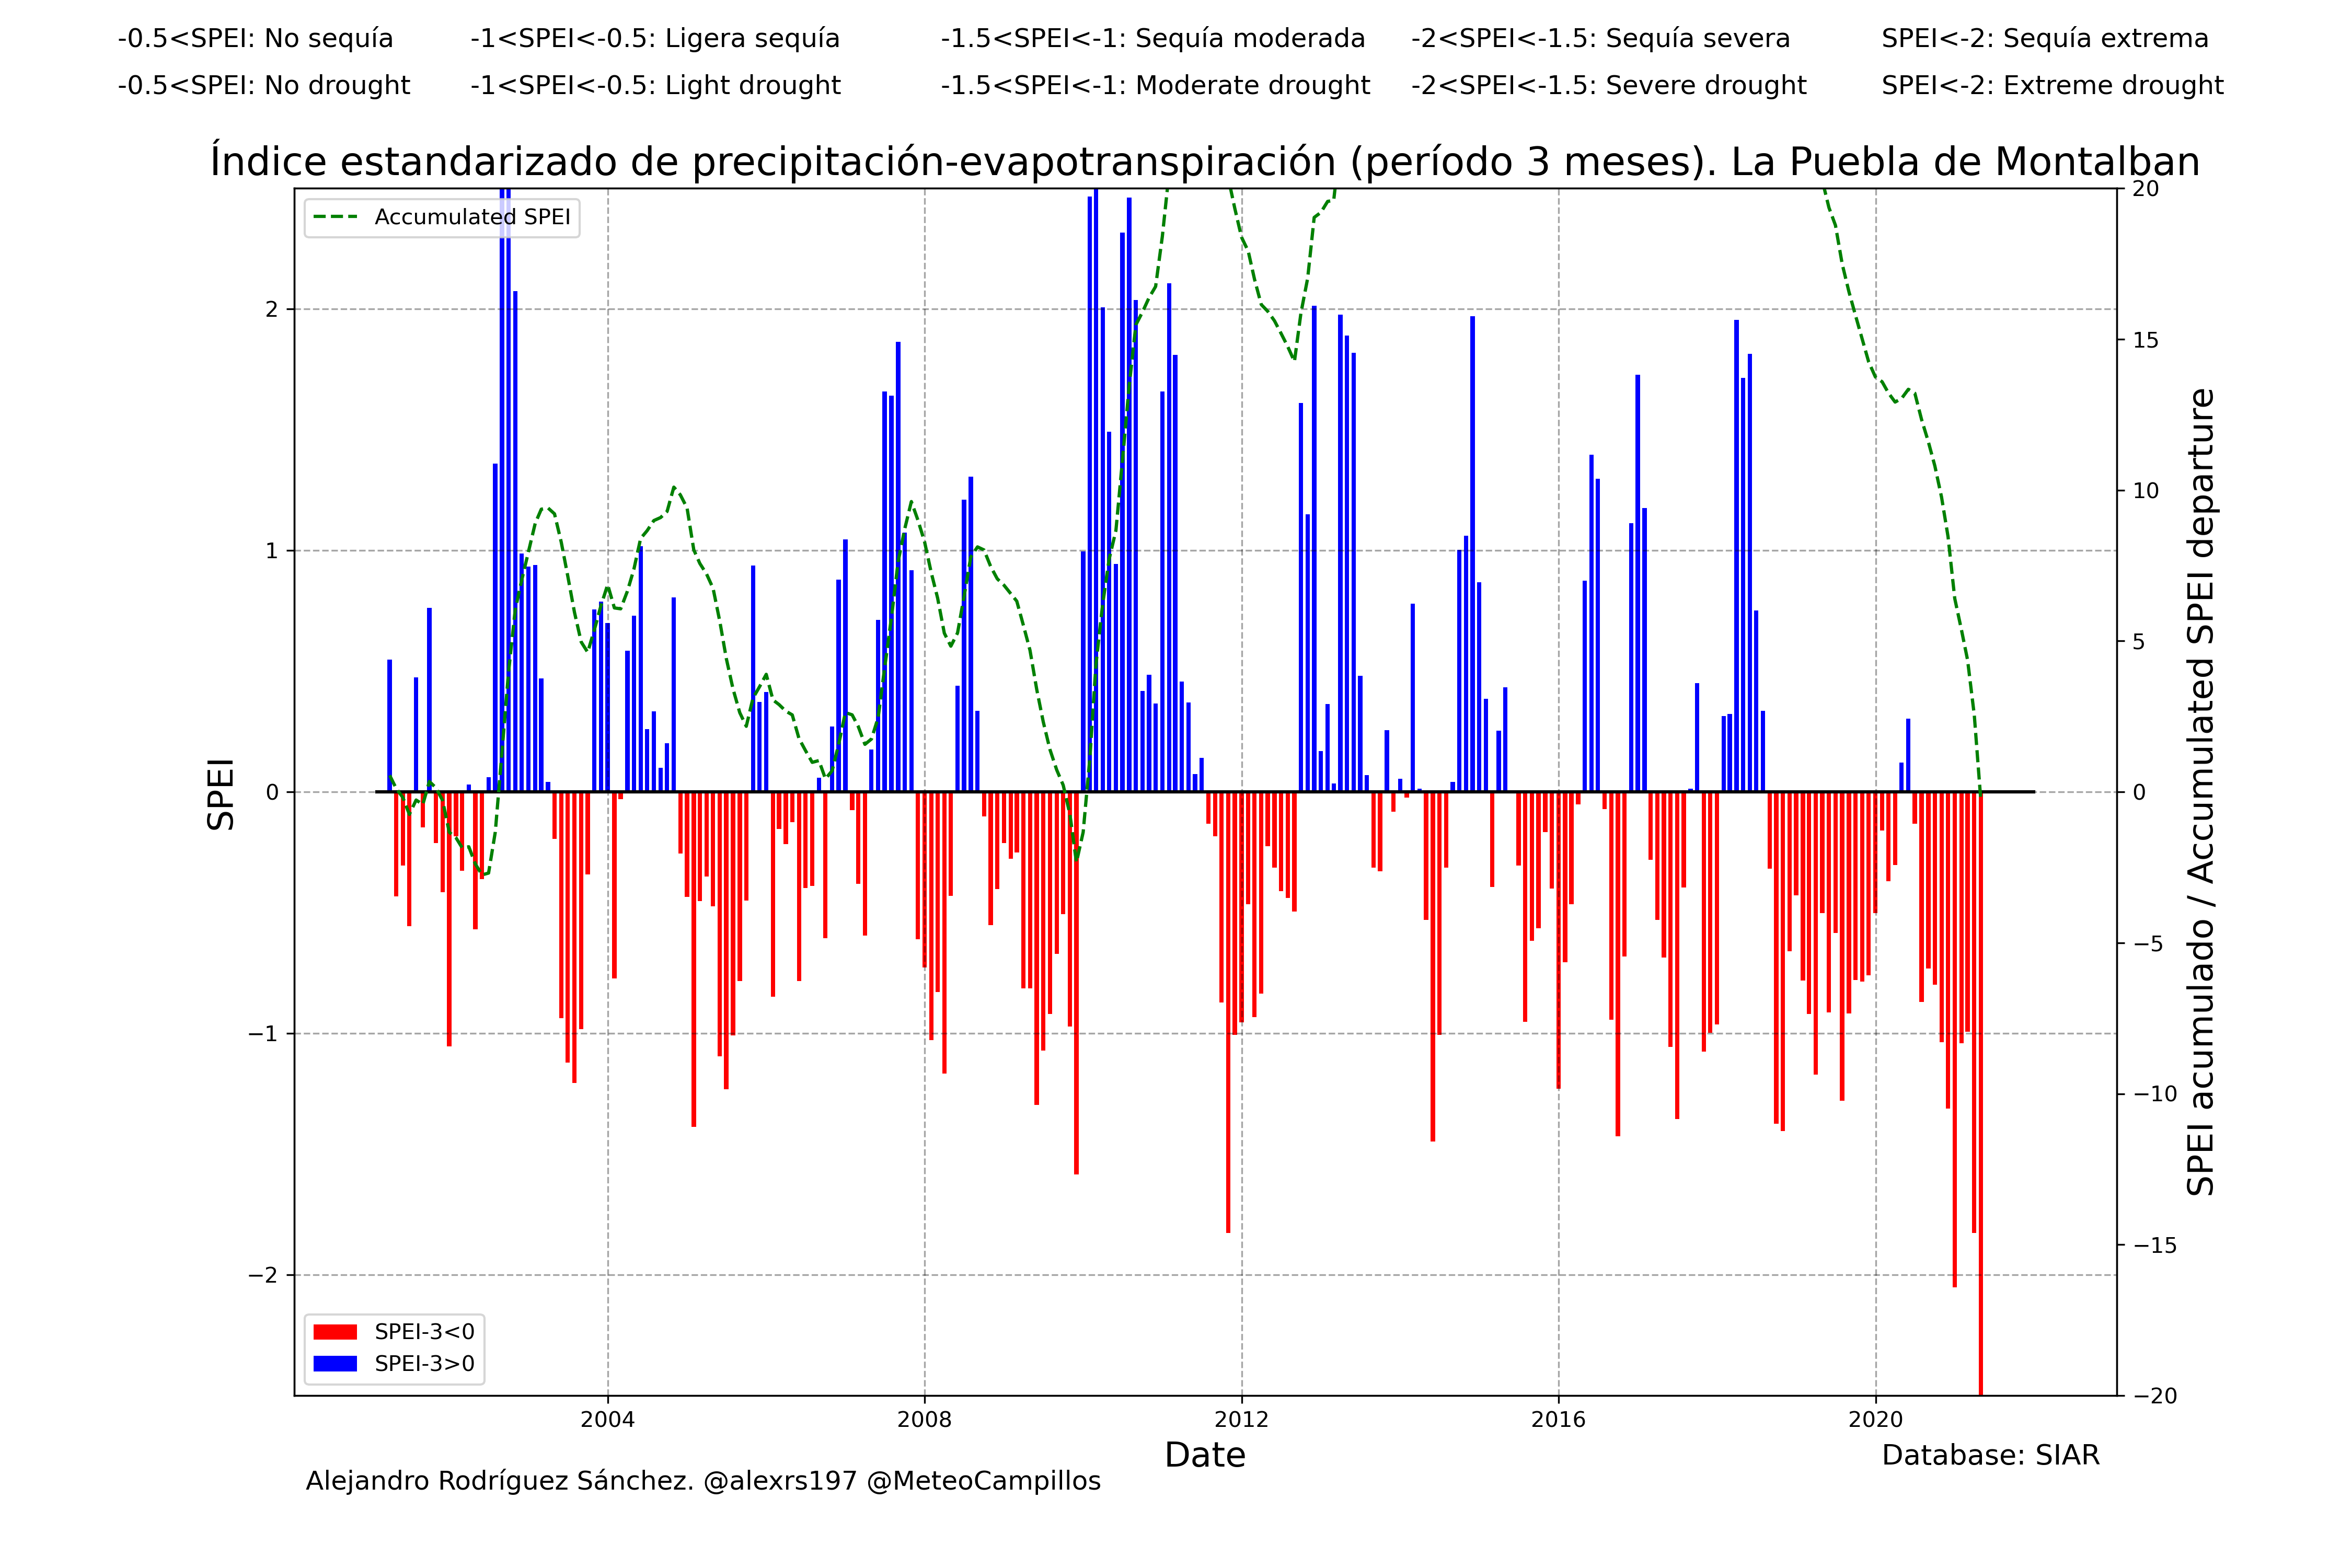 -0.5<SPEI: No sequía -1<SPEI<-0.5: Ligera sequía -1.5<SPEI<-1: Sequía moderada -2<SPEI<-1.5: Sequía severa SPEI<-2: Sequía extrema
-0.5<SPEI: No drought -1<SPEI<-0.5: Light drought -1.5<SPEI<-1: Moderate drought -2<SPEI<-1.5: Severe drought SPEI<-2: Extreme drought
Índice estandarizado de precipitación-evapotranspiración (período 3 meses). La Puebla de Montalban
Accumulated SPEI
SPEI
2
1
0
−1
−2
20
15
10
5
0
−5
−10
−15
−20
SPEI acumulado / Accumulated SPEI departure
SPEI-3<0
SPEI-3>0
2004 2008 2012 2016 2020
Date
Database: SIAR
Alejandro Rodríguez Sánchez. @alexrs197 @MeteoCampillos